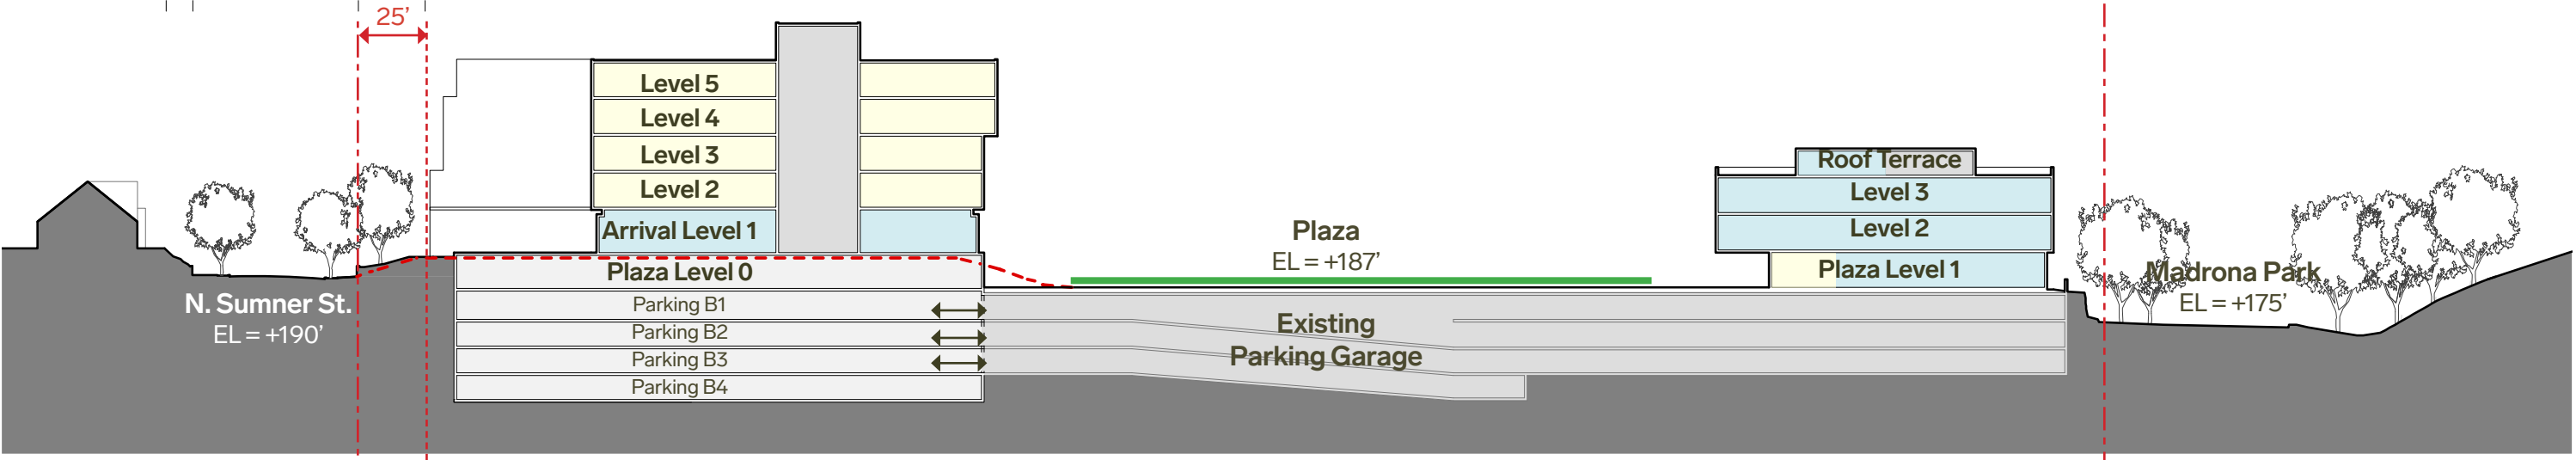 25’
Level 5
Level 4
Level 3
Level 2
Arrival Level 1
Plaza Level 0
Parking B1
Parking B2
Parking B3
Parking B4
N. Sumner St.
EL = +190’
Plaza
EL = +187’
Existing
Parking Garage
Roof Terrace
Level 3
Level 2
Plaza Level 1
Madrona Park
EL = +175’